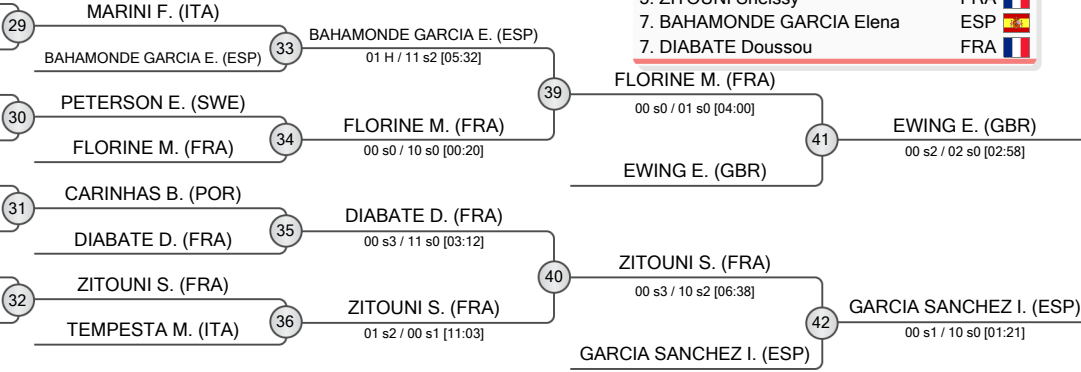 5. ZITOUNI Sheissy FRA
7. BAHAMONDE GARCIA Elena ESP
7. DIABATE Doussou FRA
29
MARINI F. (ITA)
BAHAMONDE GARCIA E. (ESP)
33
BAHAMONDE GARCIA E. (ESP)
01 H / 11 s2 [05:32]
30
PETERSON E. (SWE)
FLORINE M. (FRA)
34
FLORINE M. (FRA)
00 s0 / 10 s0 [00:20]
39
FLORINE M. (FRA)
00 s0 / 01 s0 [04:00]
EWING E. (GBR)
41
EWING E. (GBR)
00 s2 / 02 s0 [02:58]
31
CARINHAS B. (POR)
DIABATE D. (FRA)
35
DIABATE D. (FRA)
00 s3 / 11 s0 [03:12]
32
ZITOUNI S. (FRA)
TEMPESTA M. (ITA)
36
ZITOUNI S. (FRA)
01 s2 / 00 s1 [11:03]
40
ZITOUNI S. (FRA)
00 s3 / 10 s2 [06:38]
GARCIA SANCHEZ I. (ESP)
42
GARCIA SANCHEZ I. (ESP)
00 s1 / 10 s0 [01:21]